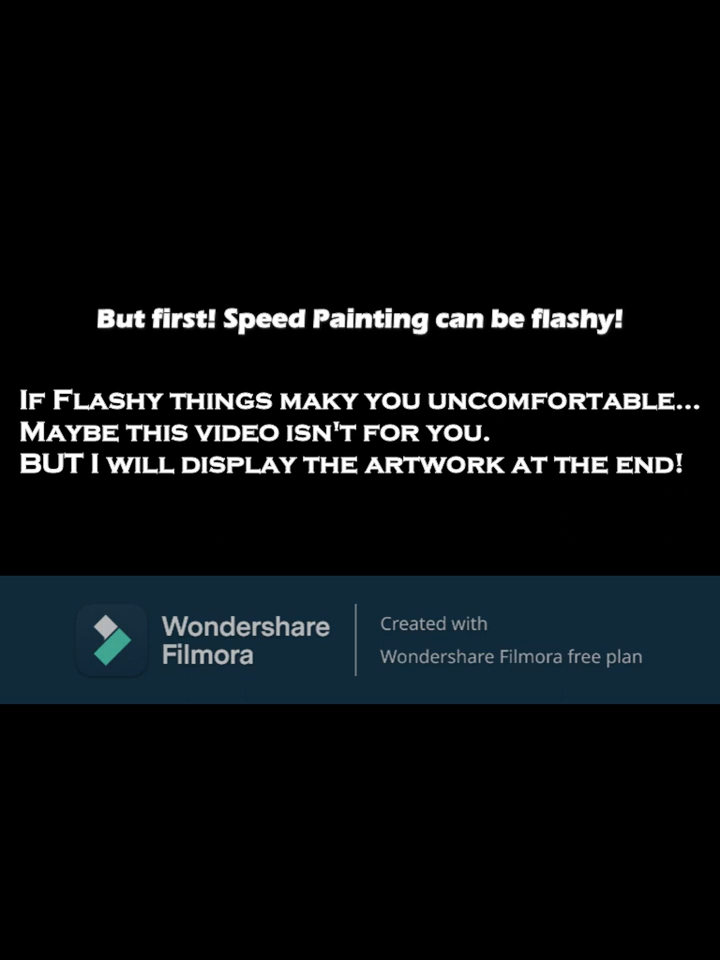 But first! Speed Painting can be flashy!
If Flashy things maky you uncomfortable...
Maybe this video isn't for you.
BUT I will display the artwork at the end!
Wondershare
Filmora
Created with
Wondershare Filmora free plan